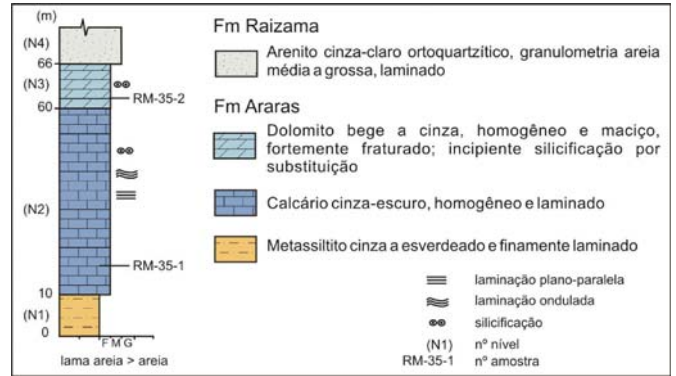 (m)
(N4)
66
(N3)
RM-35-2
60
(N2)
RM-35-1
10
(N1)
0
F M G
lama areia > areia
Fm Raizama
Arenito cinza-claro ortoquartzítico, granulometria areia
média a grossa, laminado
Fm Araras
Dolomito bege a cinza, homogêneo e maciço,
fortemente fraturado; incipiente silicificação por
substituição
Calcário cinza-escuro, homogêneo e laminado
Metassiltito cinza a esverdeado e finamente laminado
laminação plano-paralela
laminação ondulada
silicificação
(N1) nº nível
RM-35-1 nº amostra